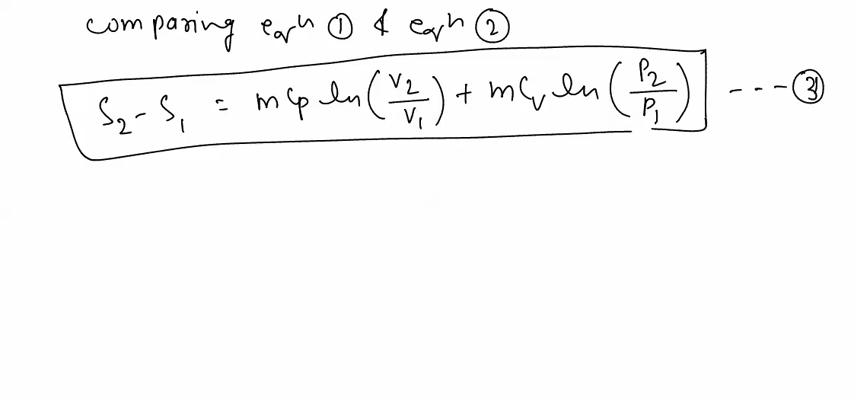 comparing eqn ① & eqn ②
S₂ - S₁ = mCp ln(V₂/V₁) + mCv ln(P₂/P₁) ---③